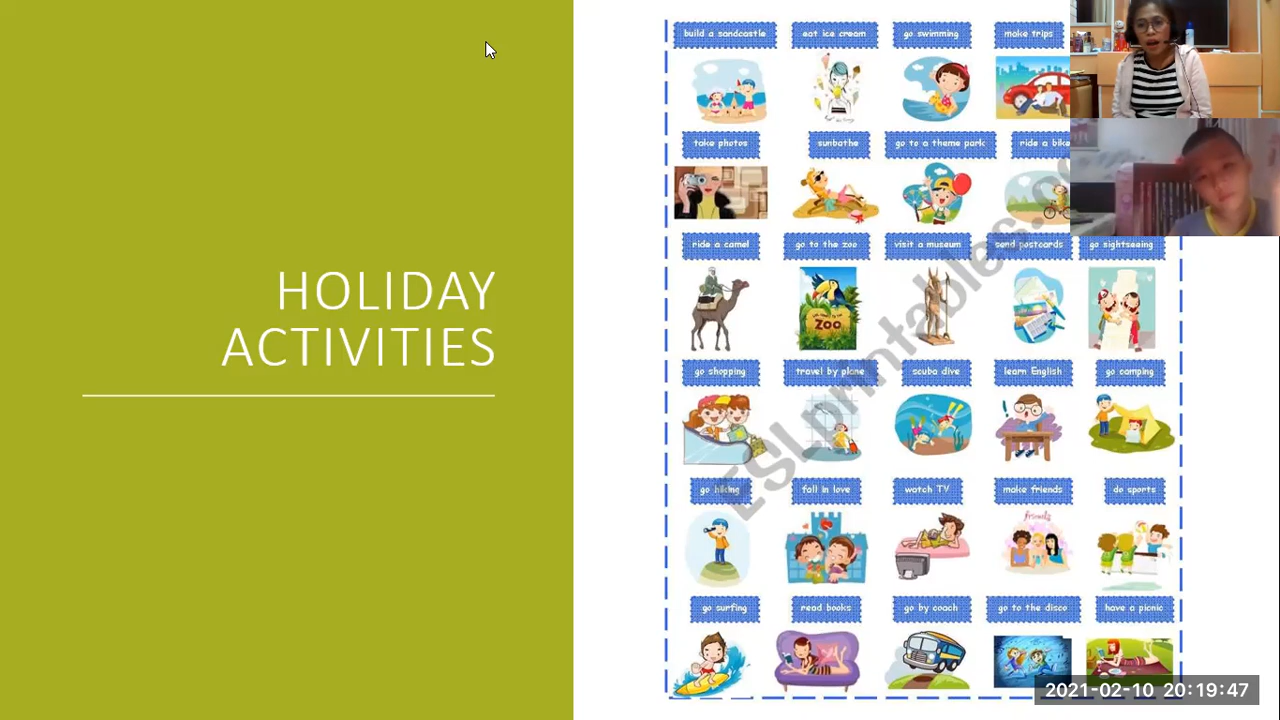 HOLIDAY
ACTIVITIES
build a sandcastle
eat ice cream
go swimming
make trips
take photos
sunbathe
go to a theme park
ride a bike
ride a camel
go to the zoo
visit a museum
send postcards
go sightseeing
ZOO
go shopping
travel by plane
scuba dive
learn English
go camping
go hiking
fall in love
watch TV
make friends
do sports
friends
go surfing
read books
go by coach
go to the disco
have a picnic
ESLprintables.co
2021-02-10 20:19:47